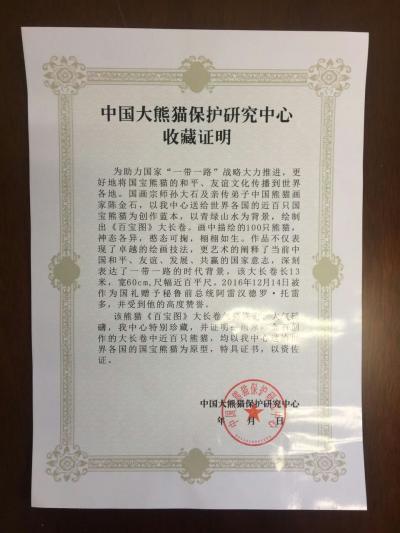 中国大熊猫保护研究中心
收藏证明
为助力国家“一带一路”战略大力推进，更
好地将国宝熊猫的和平、友谊文化传播到世界
各地。国画宗师孙大石及亲传弟子中国熊猫画
家陈金石，以我中心送给世界各国的近百只国
宝熊猫为创作蓝本，以青绿山水为背景，绘制
出《百宝图》大长卷。画中描绘的100只熊猫，
神态各异，憨态可掬，栩栩如生。作品不仅表
现了卓越的绘画技法，更艺术的阐释了当前中
国和平、友谊、发展、共赢的国家意志，深刻
表达了一带一路的时代背景，该大长卷长13
米，宽60cm,尺幅近百平尺。2016年12月14日被
作为国礼赠予秘鲁前总统阿雷汉德罗·托雷
多，并受到他的高度赞誉。
该熊猫《百宝图》大长卷
礴，我中心特别珍藏，并证明
制作的大长卷中近百只熊猫，均以我中心送给世
界各国的国宝熊猫为原型，特具证书，以资佐
证。
中国大熊猫保护研究中心
年 月 日